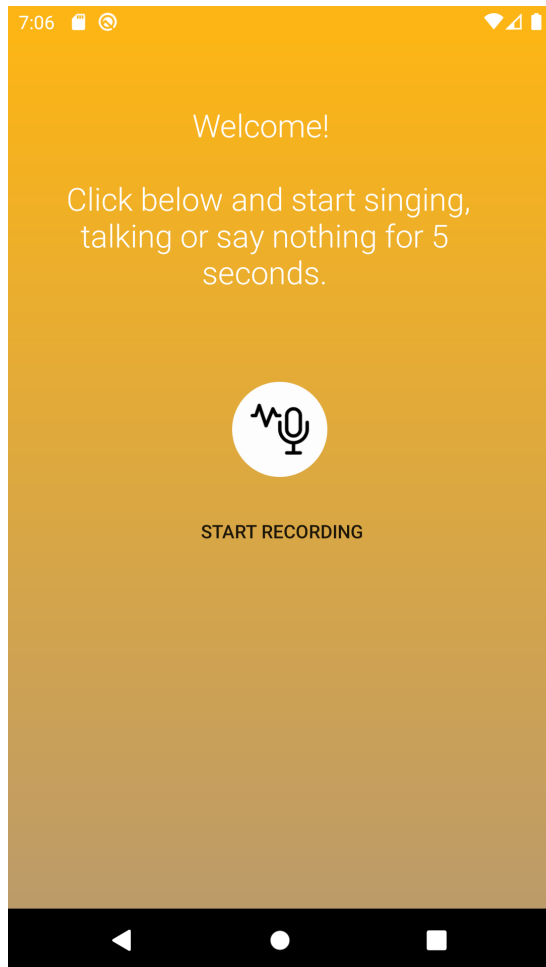 7:06
Welcome!
Click below and start singing,
talking or say nothing for 5
seconds.
START RECORDING